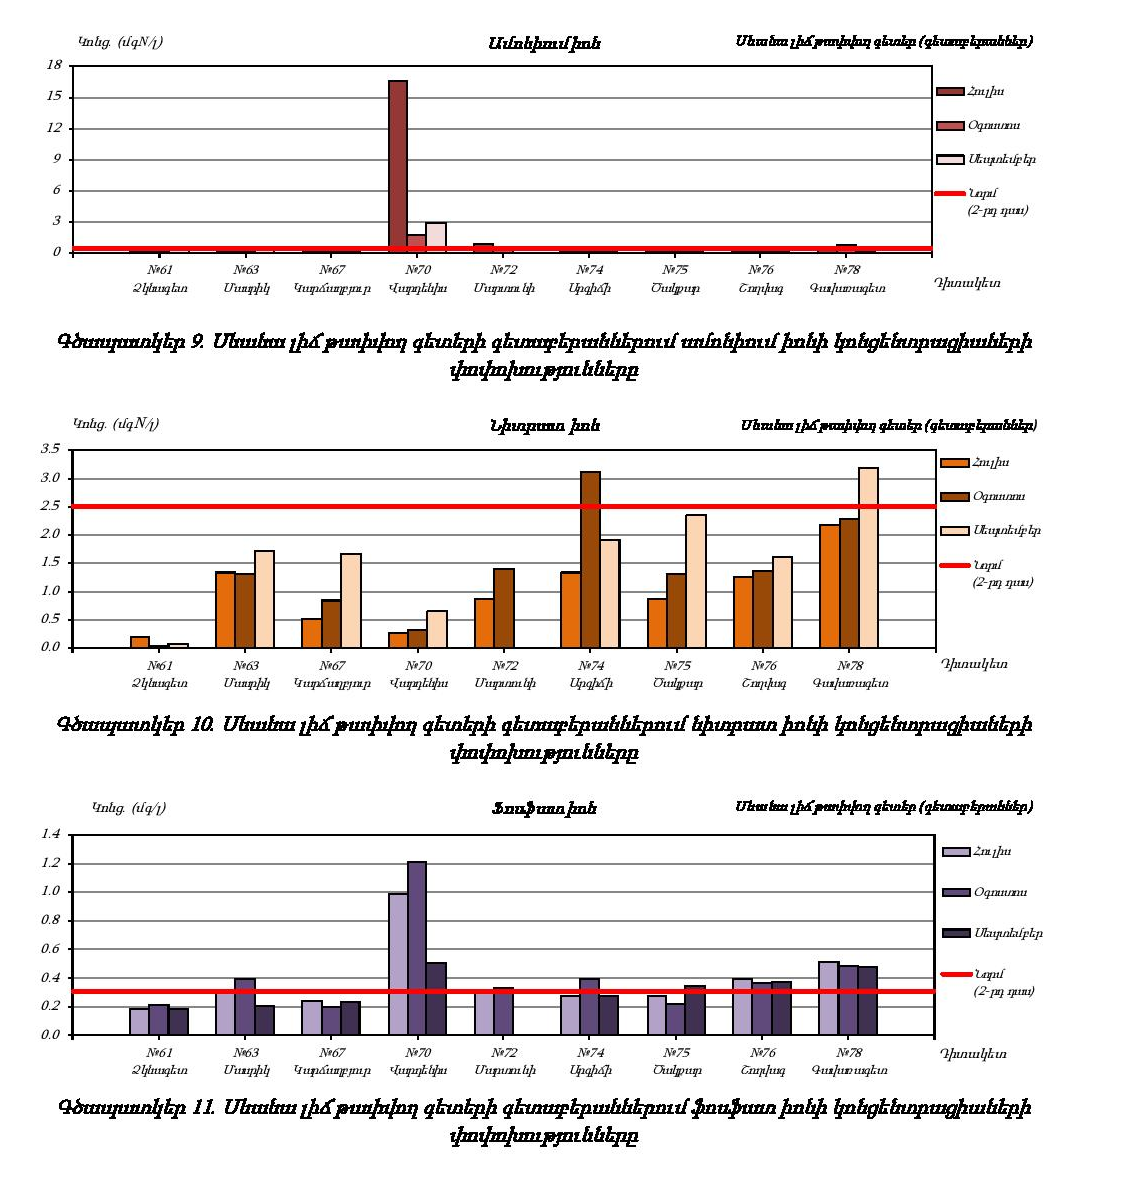 Կոնց. (մգN/լ) Ամոնիում իոն Սևանա լիճ թափվող գետեր (գետաբերաններ)
18
15
12
9
6
3
0
Հուլիս
Օգոստոս
Սեպտեմբեր
Նորմ
(2-րդ դաս)
№61 №63 №67 №70 №72 №74 №75 №76 №78
Ձկնագետ Մասրիկ Կարճաղբյուր Վարդենիս Մարտունի Արգիճի Ծակքար Շողվագ Գավառագետ
Դիտակետ
Գծապատկեր 9. Սևանա լիճ թափվող գետերի գետաբերաններում ամոնիում իոնի կոնցենտրացիաների
փոփոխությունները
Կոնց. (մգN/լ) Նիտրատ իոն Սևանա լիճ թափվող գետեր (գետաբերաններ)
3.5
3.0
2.5
2.0
1.5
1.0
0.5
0.0
Հուլիս
Օգոստոս
Սեպտեմբեր
Նորմ
(2-րդ դաս)
№61 №63 №67 №70 №72 №74 №75 №76 №78
Ձկնագետ Մասրիկ Կարճաղբյուր Վարդենիս Մարտունի Արգիճի Ծակքար Շողվագ Գավառագետ
Դիտակետ
Գծապատկեր 10. Սևանա լիճ թափվող գետերի գետաբերաններում նիտրատ իոնի կոնցենտրացիաների
փոփոխությունները
Կոնց. (մգ/լ) Ֆոսֆատ իոն Սևանա լիճ թափվող գետեր (գետաբերաններ)
1.4
1.2
1.0
0.8
0.6
0.4
0.2
0.0
Հուլիս
Օգոստոս
Սեպտեմբեր
Նորմ
(2-րդ դաս)
№61 №63 №67 №70 №72 №74 №75 №76 №78
Ձկնագետ Մասրիկ Կարճաղբյուր Վարդենիս Մարտունի Արգիճի Ծակքար Շողվագ Գավառագետ
Դիտակետ
Գծապատկեր 11. Սևանա լիճ թափվող գետերի գետաբերաններում ֆոսֆատ իոնի կոնցենտրացիաների
փոփոխությունները